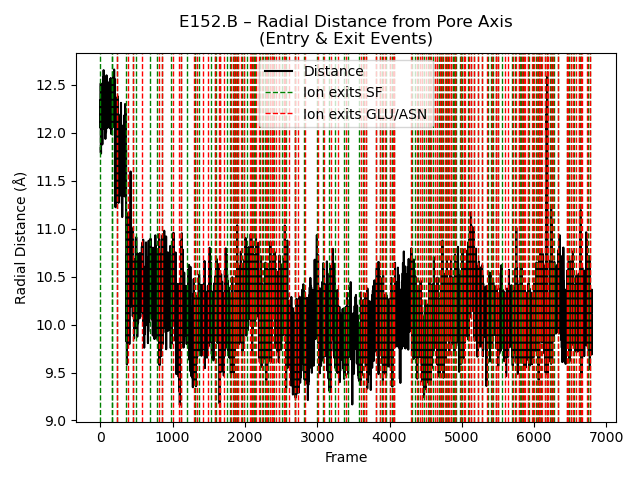 E152.B – Radial Distance from Pore Axis
(Entry & Exit Events)
Distance
Ion exits SF
Ion exits GLU/ASN
Radial Distance (Å)
12.5
12.0
11.5
11.0
10.5
10.0
9.5
9.0
0 1000 2000 3000 4000 5000 6000 7000
Frame